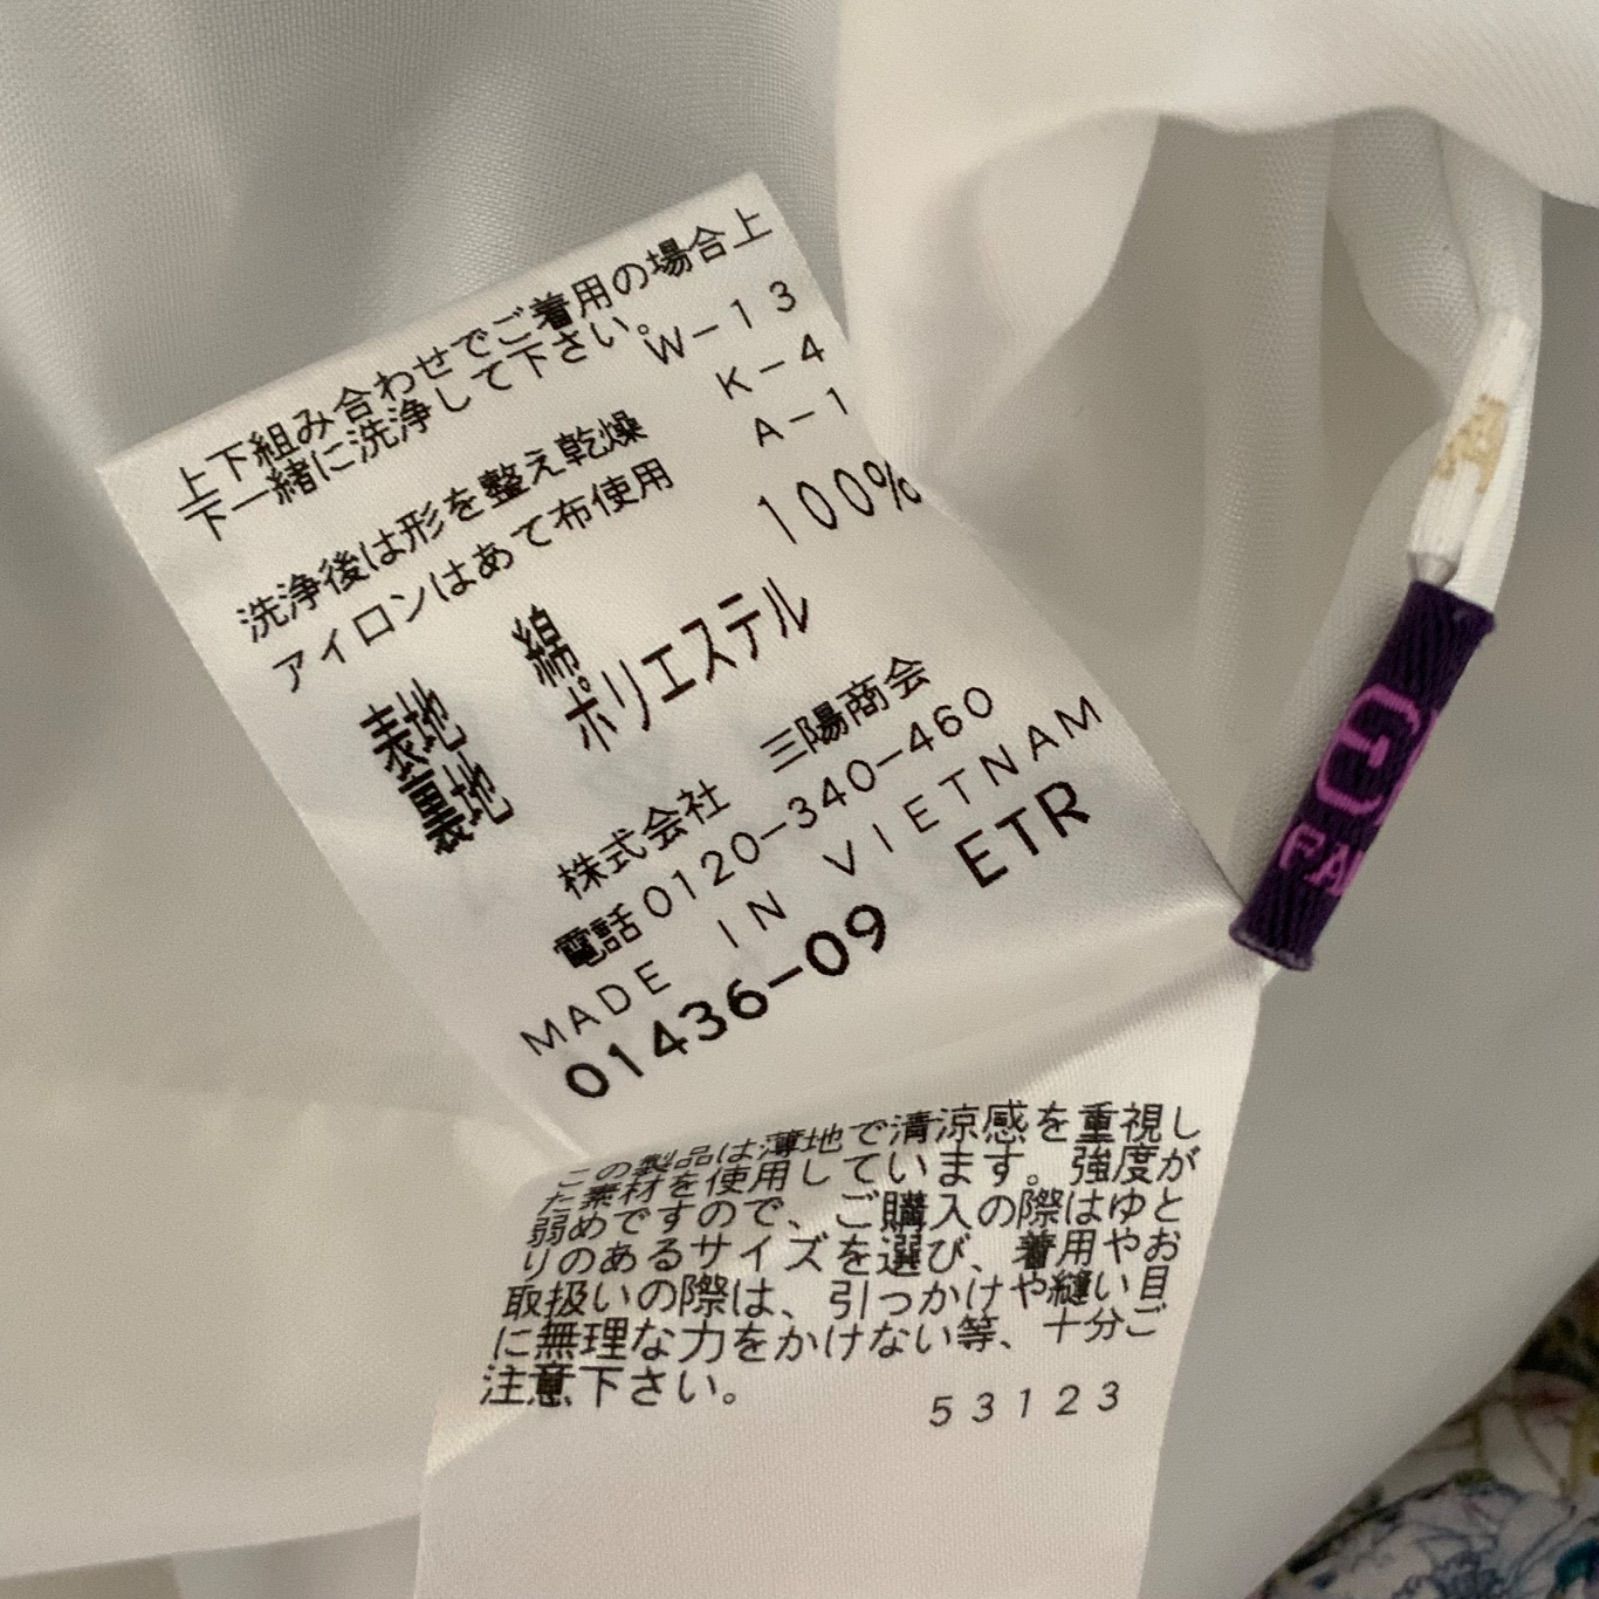 上下組み合わせでご着用の場合上
下一緒に洗浄して下さい。
W-13
K-4
A-1
洗浄後は形を整え乾燥
アイロンはあて布使用
100%
表地 綿
裏地 ポリエステル
株式会社 三陽商会
電話0120-340-460
MADE IN VIETNAM
01436-09 ETR
この製品は薄地で清涼感を重視し
た素材を使用しています。強度が
弱めですので、ご購入の際はゆと
りのあるサイズを選び、着用やお
取扱いの際は、引っかけや縫い目
に無理な力をかけない等、十分ご
注意下さい。
53123